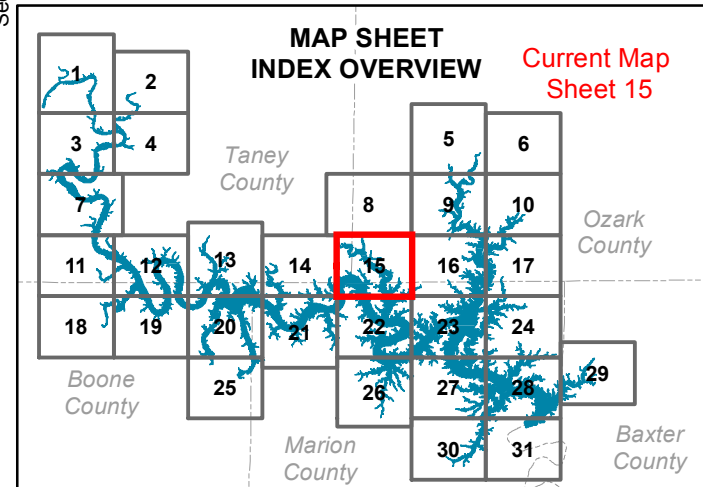 Se
MAP SHEET
INDEX OVERVIEW
Current Map
Sheet 15
1
2
3
4
5
6
Taney
County
7
8
9
10
Ozark
County
11
12
13
14
15
16
17
18
19
20
21
22
23
24
25
26
27
28
29
Boone
County
Marion
County
30
31
Baxter
County